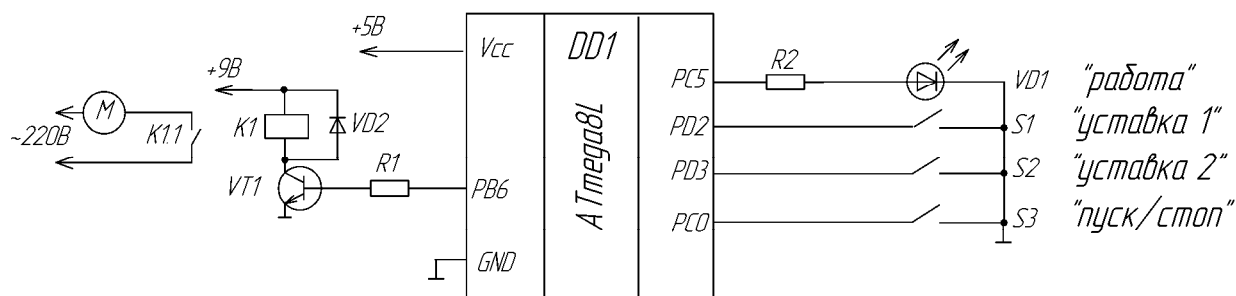 +5В
Vcc
DD1
ATmega8L
+9В
M
~220В
K1.1~
K1
VD2
R1
VT1
PB6
GND
PC5
R2
VD1
"работа"
PD2
S1
"уставка 1"
PD3
S2
"уставка 2"
PC0
S3
"пуск/стоп"